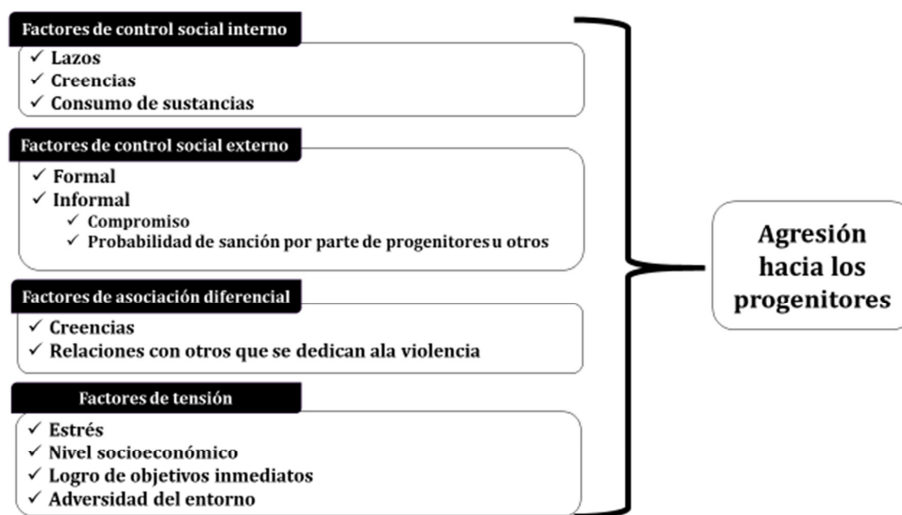 Factores de control social interno
✓ Lazos
✓ Creencias
✓ Consumo de sustancias
Factores de control social externo
✓ Formal
✓ Informal
✓ Compromiso
✓ Probabilidad de sanción por parte de progenitores u otros
Factores de asociación diferencial
✓ Creencias
✓ Relaciones con otros que se dedican ala violencia
Factores de tensión
✓ Estrés
✓ Nivel socioeconómico
✓ Logro de objetivos inmediatos
✓ Adversidad del entorno
Agresión
hacia los
progenitores